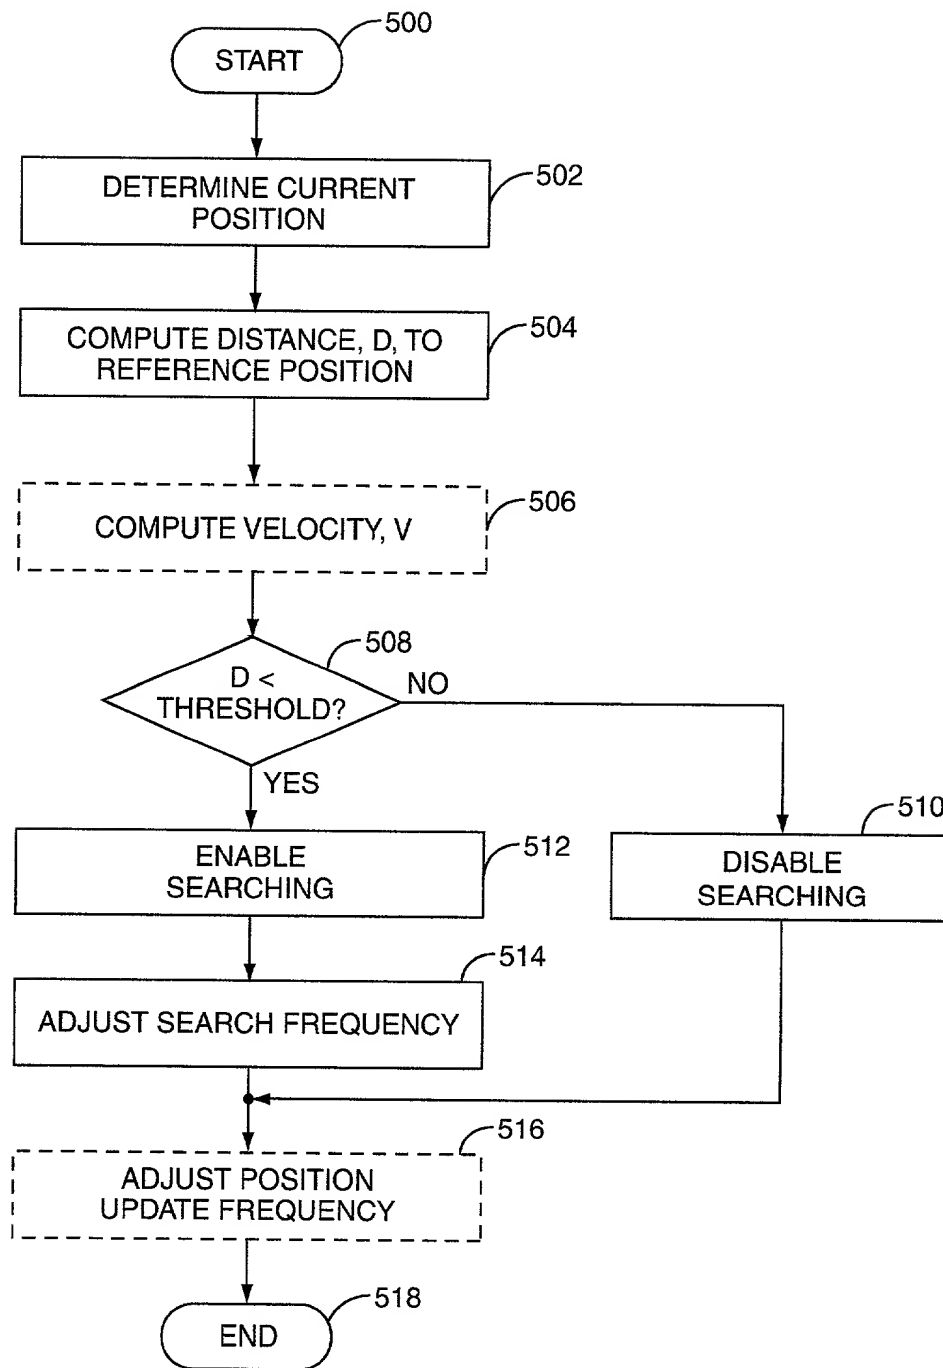 500
START
502
DETERMINE CURRENT
POSITION
504
COMPUTE DISTANCE, D, TO
REFERENCE POSITION
506
COMPUTE VELOCITY, V
508
D <
THRESHOLD?
NO
YES
510
DISABLE
SEARCHING
512
ENABLE
SEARCHING
514
ADJUST SEARCH FREQUENCY
516
ADJUST POSITION
UPDATE FREQUENCY
518
END